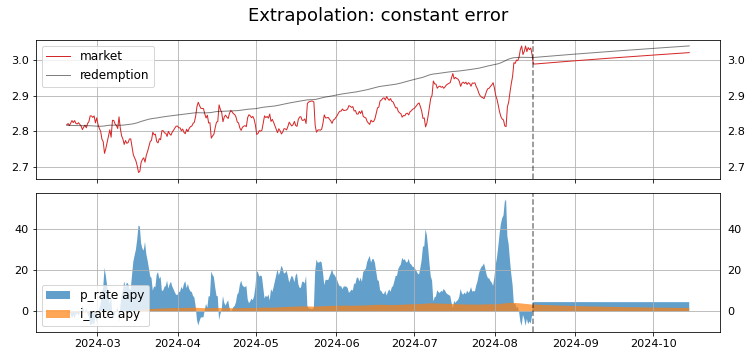 Extrapolation: constant error
market
redemption
3.0
2.9
2.8
2.7
3.0
2.9
2.8
2.7
40
20
0
40
20
0
p_rate apy
i_rate apy
2024-03 2024-04 2024-05 2024-06 2024-07 2024-08 2024-09 2024-10